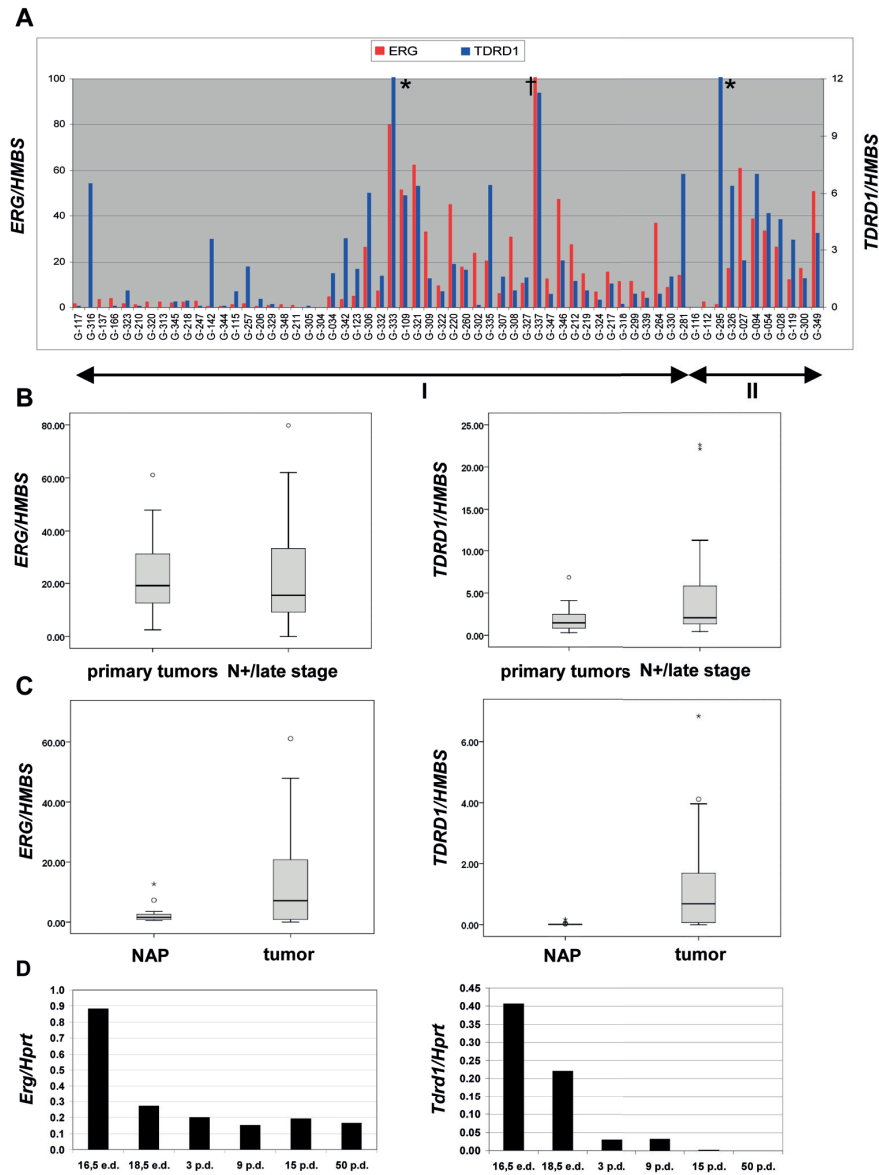 A
ERG TDRD1
ERG/HMBS
TDRD1/HMBS
100
80
60
40
20
0
12
9
6
3
0
* † *
G-117 G-316 G-137 G-166 G-323 G-210 G-320 G-313 G-345 G-218 G-247 G-142 G-344 G-115 G-257 G-206 G-329 G-348 G-211 G-305 G-304 G-034 G-342 G-123 G-306 G-332 G-333 G-109 G-321 G-309 G-322 G-220 G-260 G-302 G-335 G-307 G-308 G-327 G-337 G-347 G-346 G-212 G-219 G-324 G-217 G-318 G-299 G-339 G-264 G-330 G-281 G-116 G-112 G-295 G-326 G-027 G-094 G-054 G-028 G-119 G-300 G-349
I II
B
ERG/HMBS
80.00
60.00
40.00
20.00
0.00
primary tumors N+/late stage
TDRD1/HMBS
25.00
20.00
15.00
10.00
5.00
0.00
primary tumors N+/late stage
C
ERG/HMBS
60.00
40.00
20.00
0.00
NAP tumor
TDRD1/HMBS
6.00
4.00
2.00
0.00
NAP tumor
D
Erg/Hprt
1.0
0.9
0.8
0.7
0.6
0.5
0.4
0.3
0.2
0.1
0.0
16,5 e.d. 18,5 e.d. 3 p.d. 9 p.d. 15 p.d. 50 p.d.
Tdrd1/Hprt
0.45
0.40
0.35
0.30
0.25
0.20
0.15
0.10
0.05
0.00
16,5 e.d. 18,5 e.d. 3 p.d. 9 p.d. 15 p.d. 50 p.d.